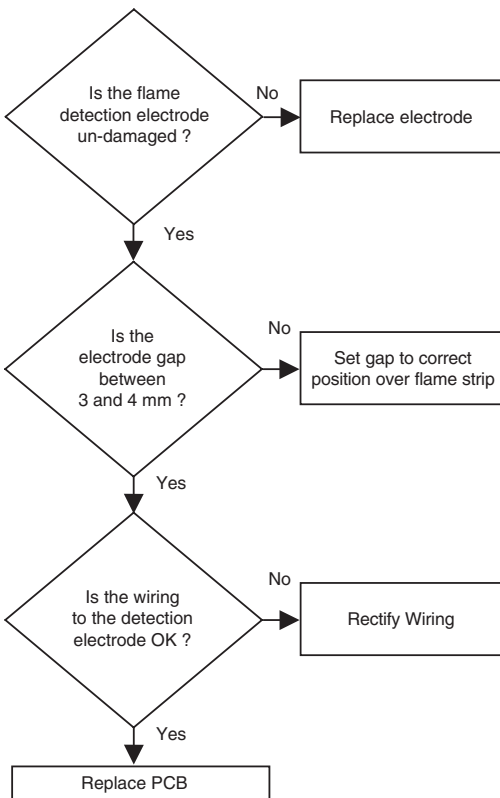 Is the flame
detection electrode
un-damaged ?
No
Replace electrode
Yes
Is the
electrode gap
between
3 and 4 mm ?
No
Set gap to correct
position over flame strip
Yes
Is the wiring
to the detection
electrode OK ?
No
Rectify Wiring
Yes
Replace PCB